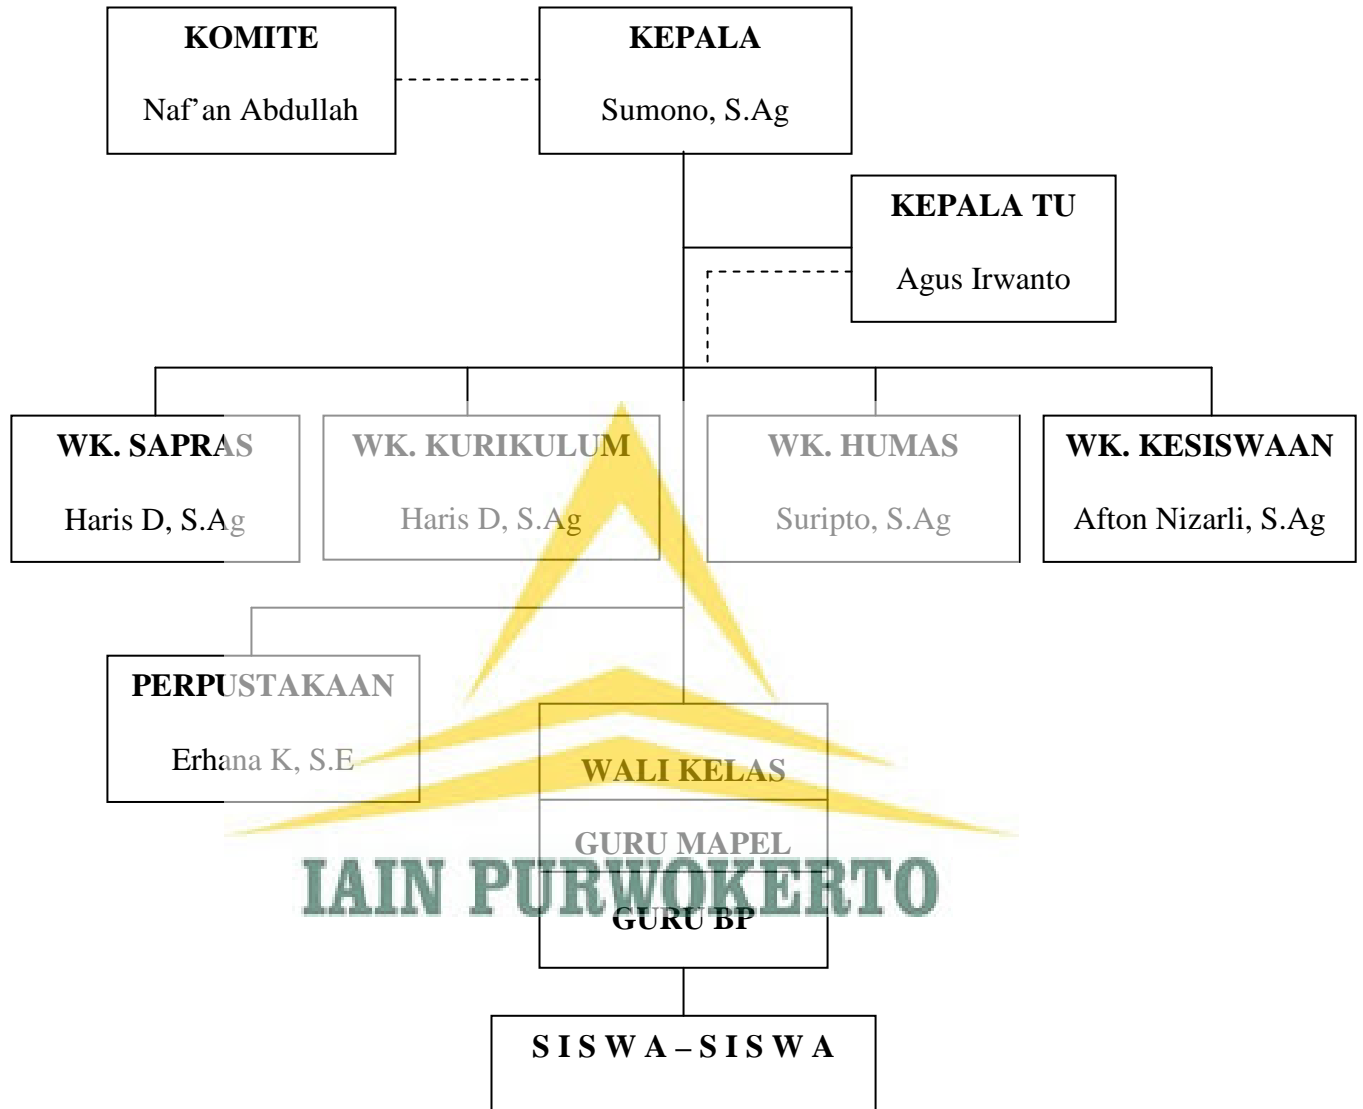 KOMITE
Naf’an Abdullah
KEPALA
Sumono, S.Ag
KEPALA TU
Agus Irwanto
WK. SAPRAS
Haris D, S.Ag
WK. KURIKULUM
Haris D, S.Ag
WK. HUMAS
Suripto, S.Ag
WK. KESISWAAN
Afton Nizarli, S.Ag
PERPUSTAKAAN
Erhana K, S.E
WALI KELAS
GURU MAPEL
IAIN PURWOKERTO
GURU BP
S I S W A – S I S W A